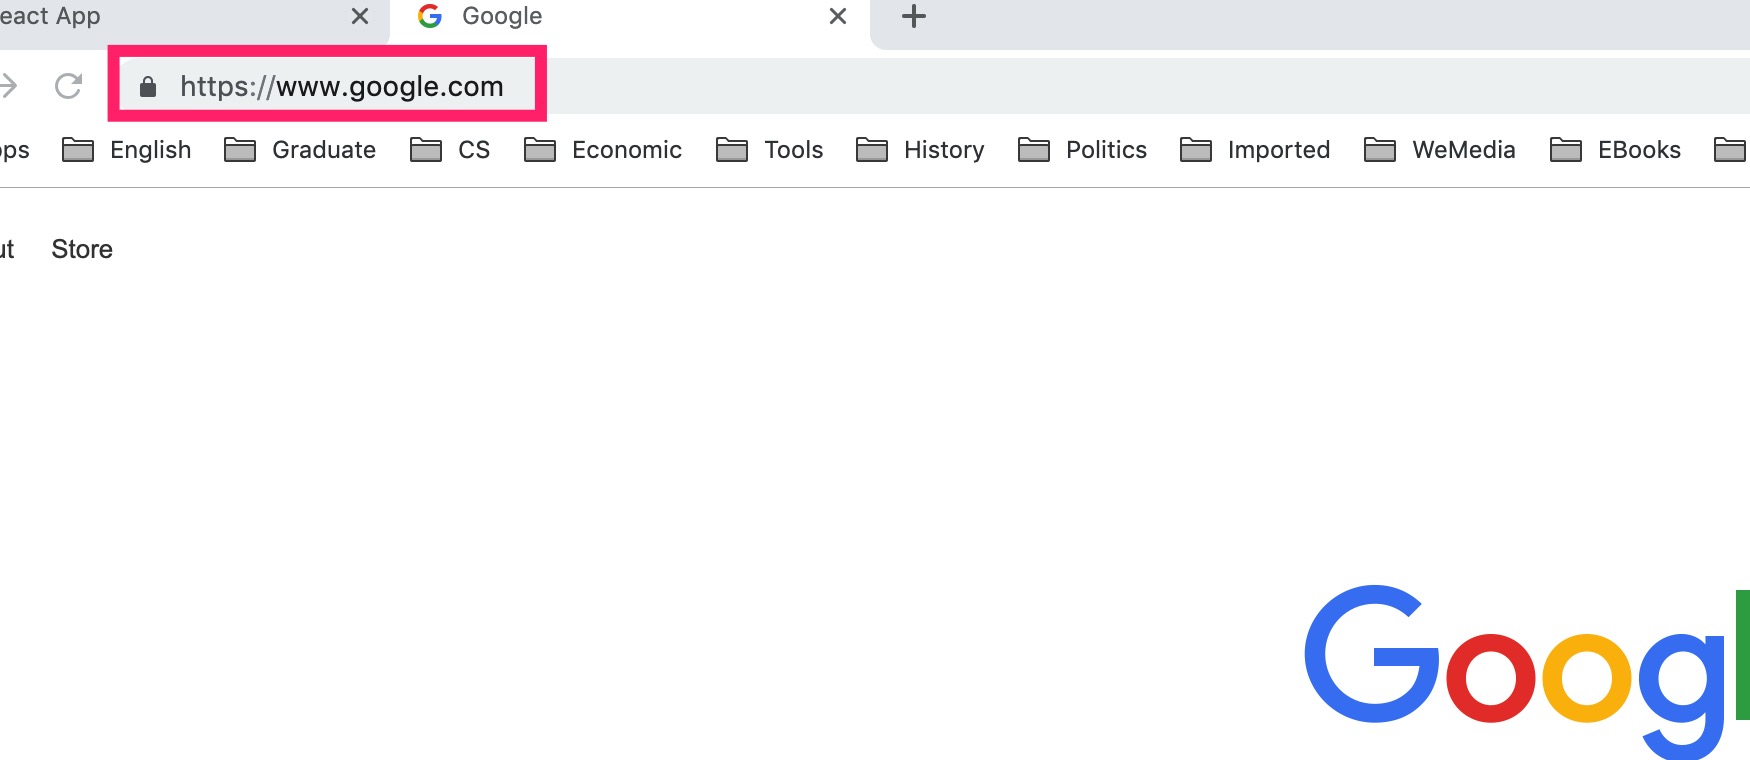 eact App Google
https://www.google.com
ps English Graduate CS Economic Tools History Politics Imported WeMedia EBooks
ut Store
Googl